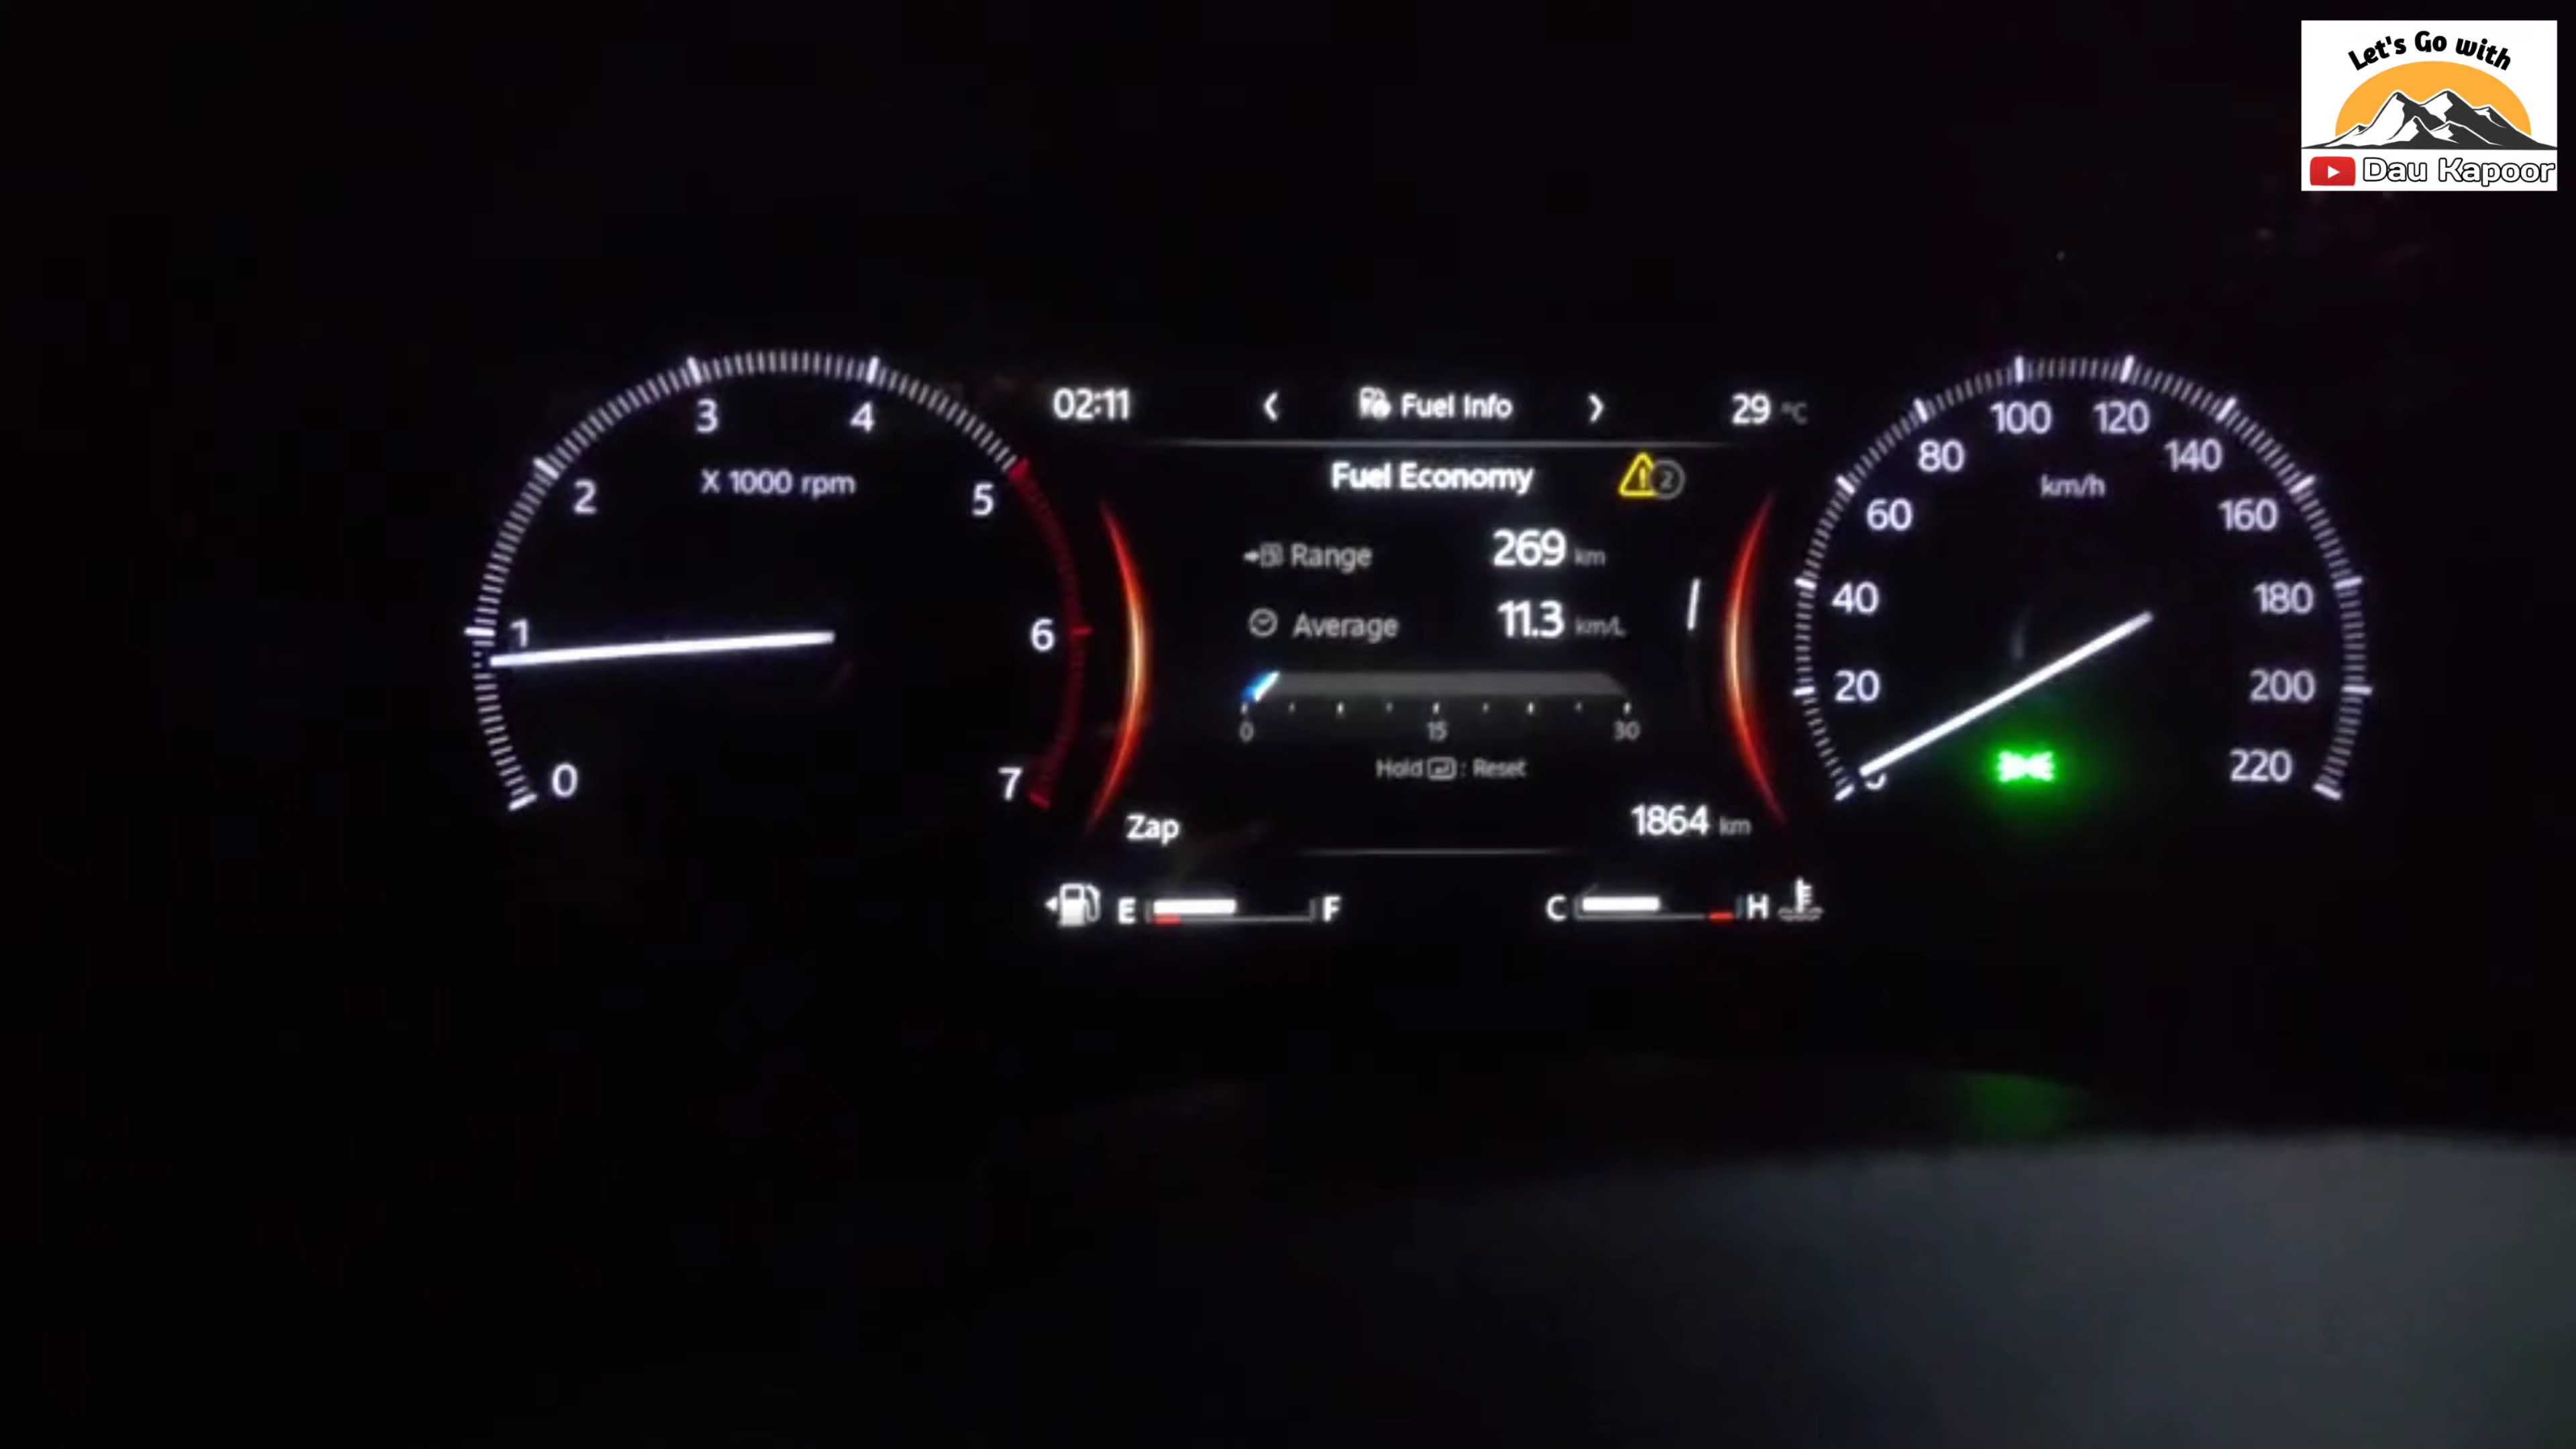 Let's Go with
Dau Kapoor
02:11
Fuel Info
29 °C
Fuel Economy
2
Range 269 km
Average 11.3 km/L
0 15 30
Hold : Reset
Zap
1864 km
E F
C H
0 1 2 3 4 5 6 7
X 1000 rpm
20 40 60 80 100 120 140 160 180 200 220
km/h